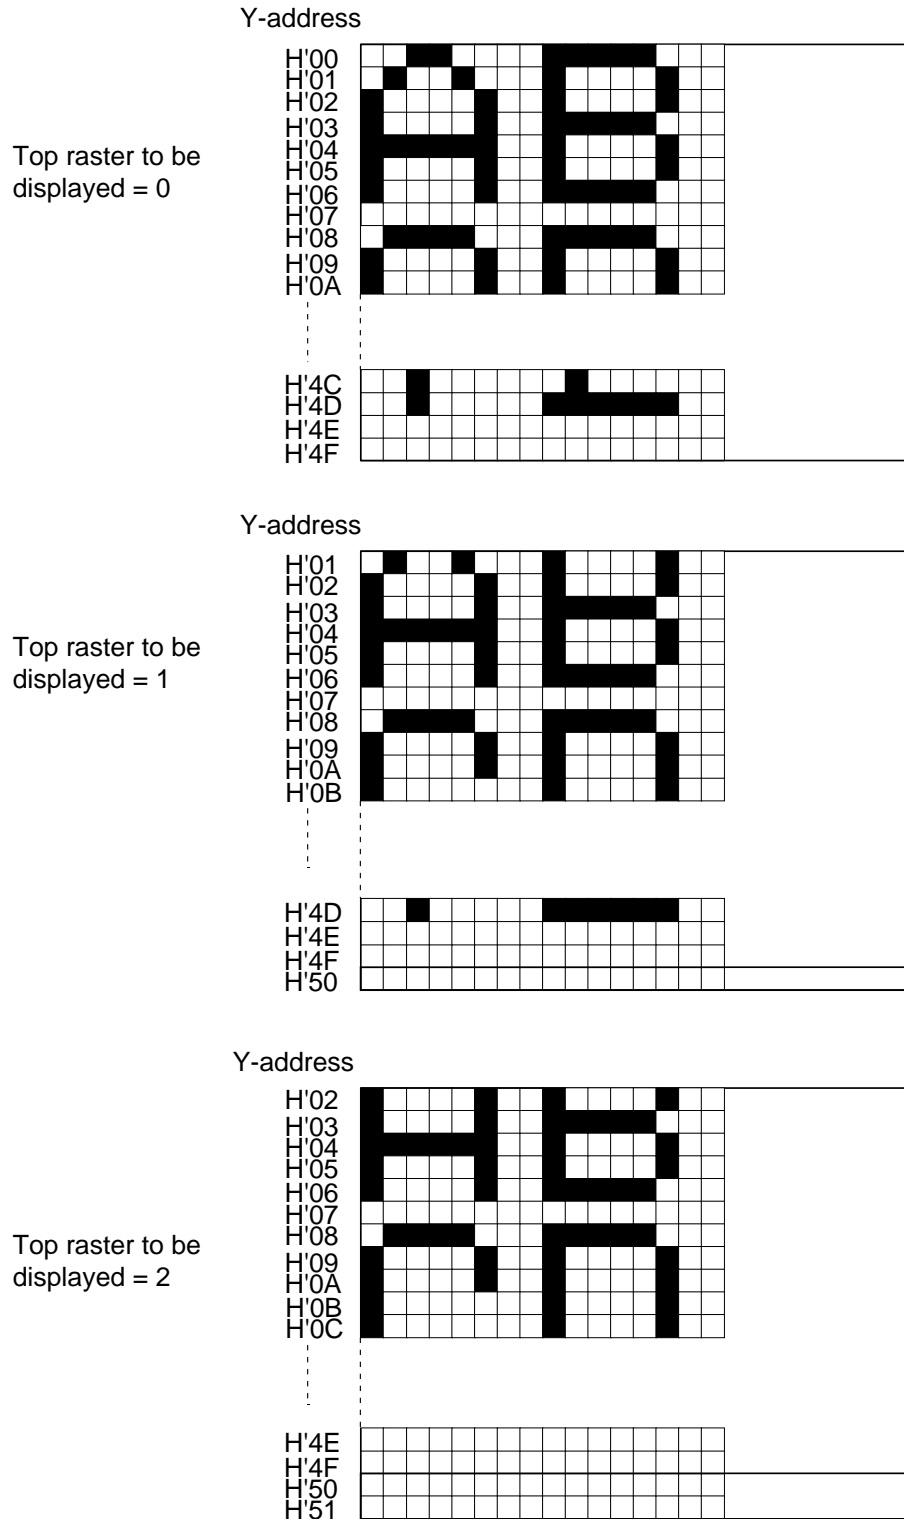 Y-address
H'00
H'01
H'02
H'03
H'04
H'05
H'06
H'07
H'08
H'09
H'0A
Top raster to be
displayed = 0
H'4C
H'4D
H'4E
H'4F
Y-address
H'01
H'02
H'03
H'04
H'05
H'06
H'07
H'08
H'09
H'0A
H'0B
Top raster to be
displayed = 1
H'4D
H'4E
H'4F
H'50
Y-address
H'02
H'03
H'04
H'05
H'06
H'07
H'08
H'09
H'0A
H'0B
H'0C
Top raster to be
displayed = 2
H'4E
H'4F
H'50
H'51